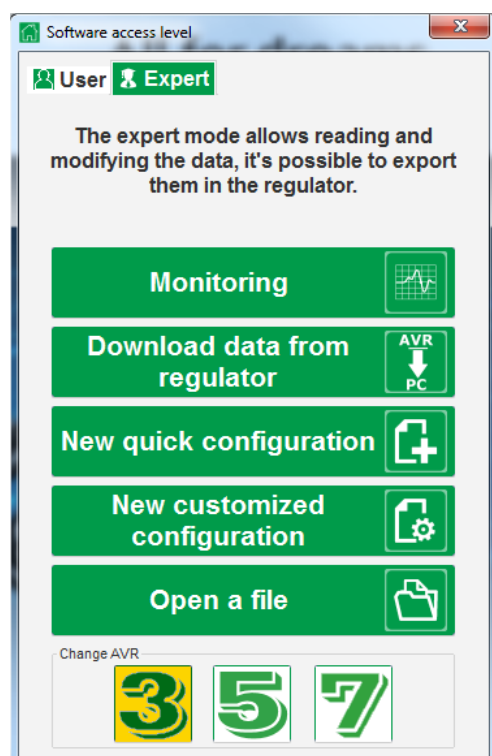 Software access level
User Expert
The expert mode allows reading and
modifying the data, it's possible to export
them in the regulator.
Monitoring
Download data from
regulator
AVR
PC
New quick configuration
New customized
configuration
Open a file
Change AVR
3 5 7